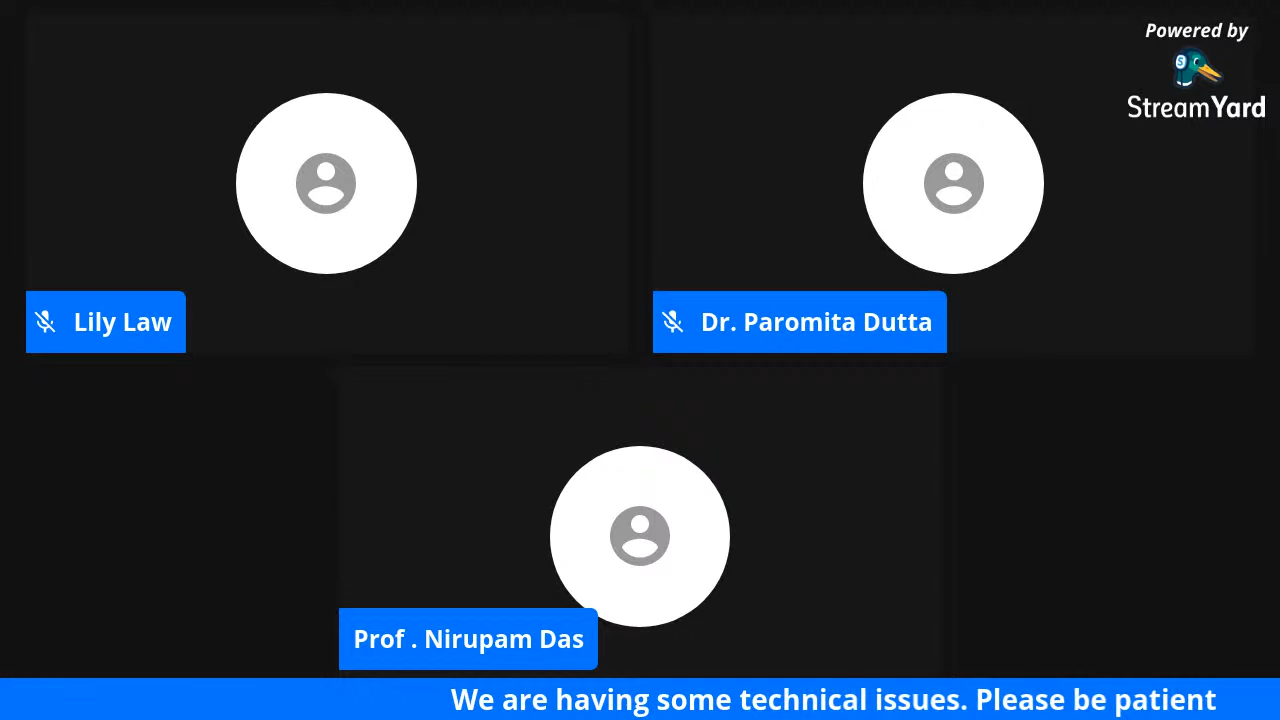 Powered by
S
StreamYard
Lily Law
Dr. Paromita Dutta
Prof . Nirupam Das
We are having some technical issues. Please be patient